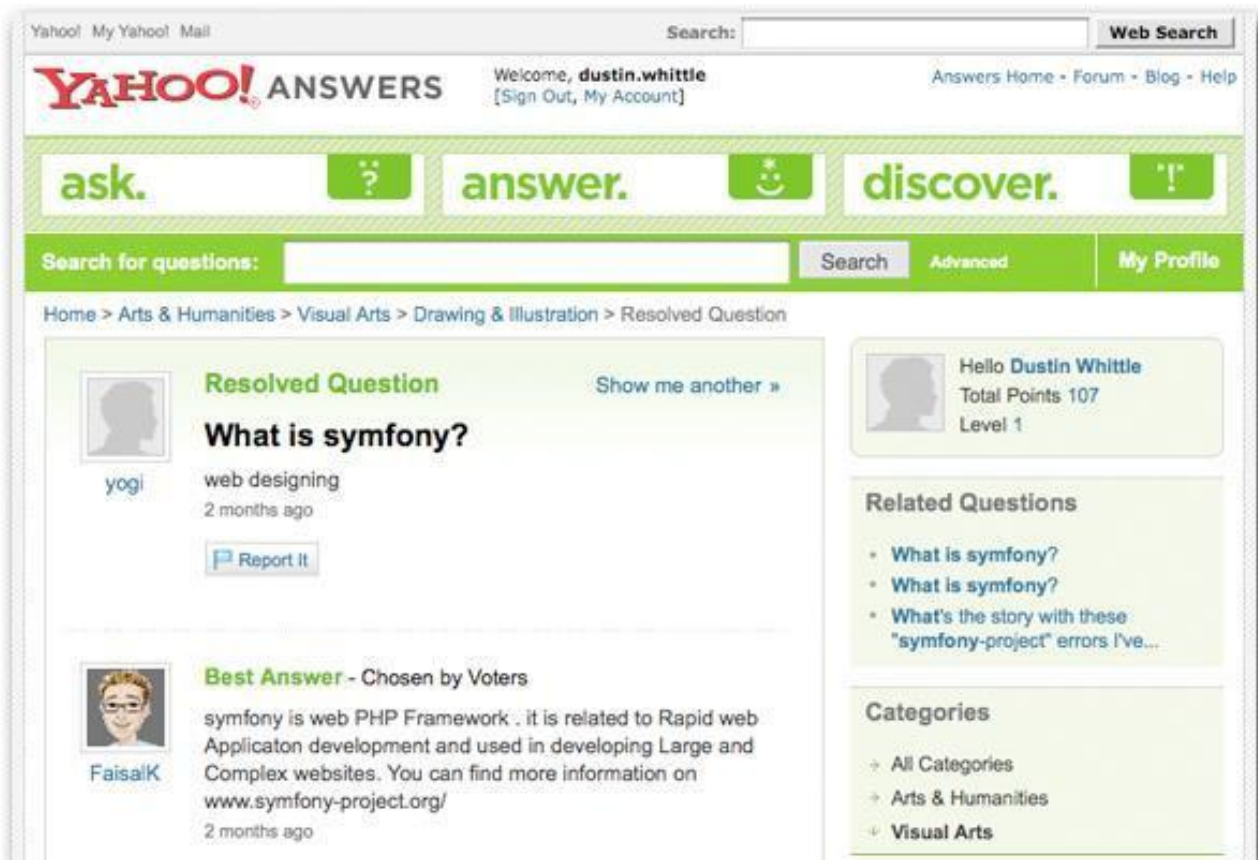 Yahoo! My Yahoo! Mail Search: Web Search
YAHOO! ANSWERS
Welcome, dustin.whittle
[Sign Out, My Account]
Answers Home - Forum - Blog - Help
ask. ? answer. discover. "!"
Search for questions: Search Advanced My Profile
Home > Arts & Humanities > Visual Arts > Drawing & Illustration > Resolved Question
yogi
Resolved Question Show me another »
What is symfony?
web designing
2 months ago
Report It
FaisalK
Best Answer - Chosen by Voters
symfony is web PHP Framework . it is related to Rapid web
Applicaton development and used in developing Large and
Complex websites. You can find more information on
www.symfony-project.org/
2 months ago
Hello Dustin Whittle
Total Points 107
Level 1
Related Questions
• What is symfony?
• What is symfony?
• What's the story with these
"symfony-project" errors I've...
Categories
All Categories
Arts & Humanities
Visual Arts